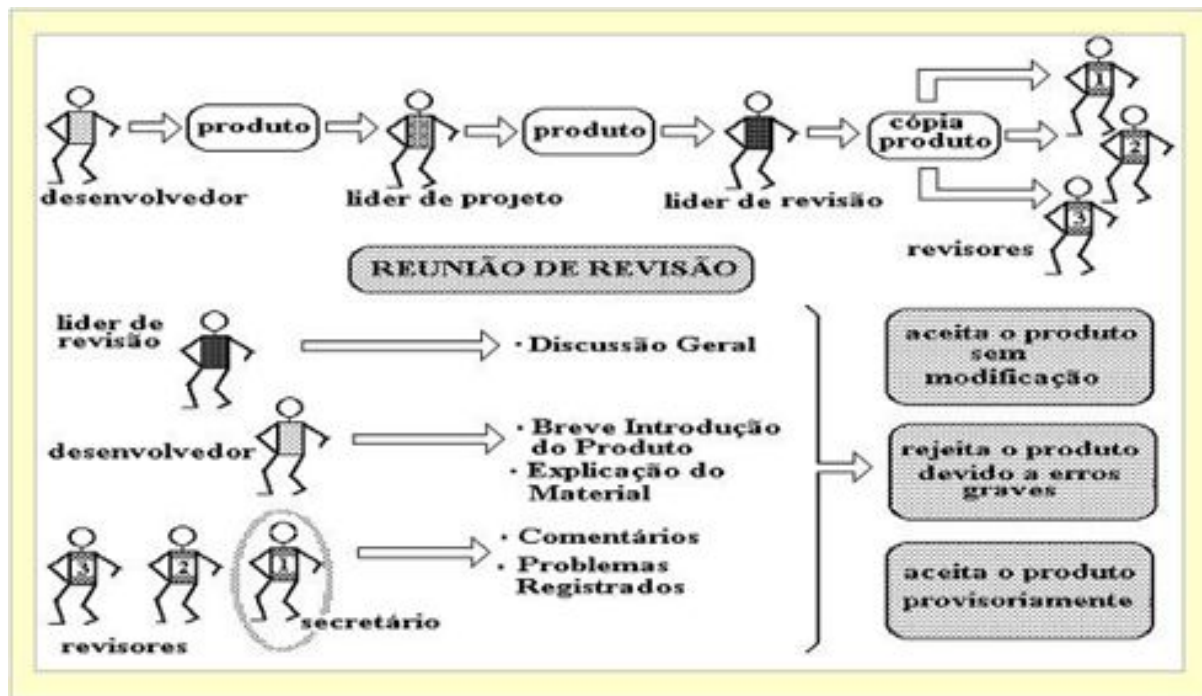 1
produto
produto
cópia
produto
2
desenvolvedor
lider de projeto
lider de revisão
3
revisores
REUNIÃO DE REVISÃO
lider de
revisão
· Discussão Geral
desenvolvedor
· Breve Introdução
do Produto
· Explicação do
Material
3
2
1
revisores
secretário
· Comentários
· Problemas
Registrados
aceita o produto
sem
modificação
rejeita o produto
devido a erros
graves
aceita o produto
provisoriamente